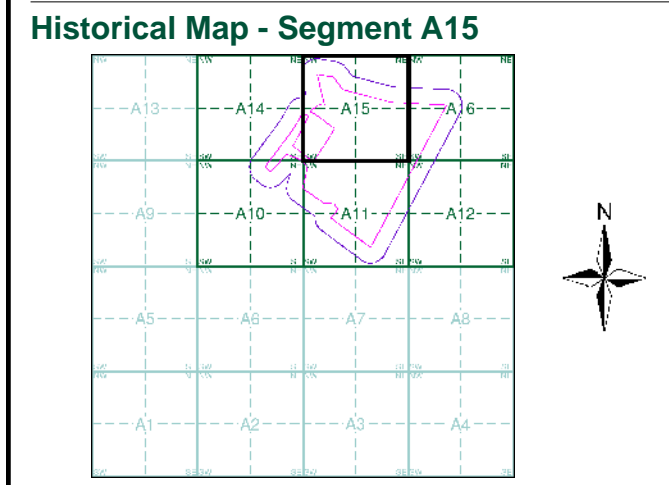 Historical Map - Segment A15
A13 A14 A15 A16
N
A9 A10 A11 A12
A5 A6 A7 A8
A1 A2 A3 A4